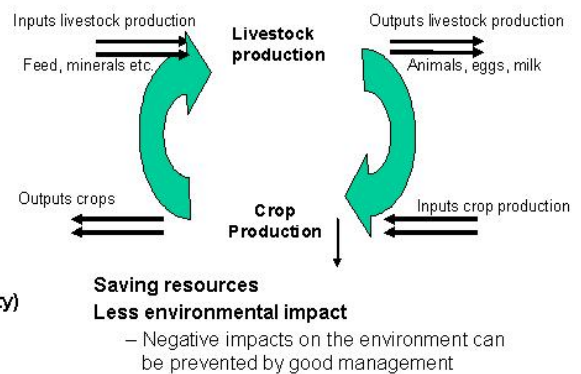 Inputs livestock production
Feed, minerals etc.
Livestock
production
Outputs livestock production
Animals, eggs, milk
Outputs crops
Crop
Production
Inputs crop production
Saving resources
Less environmental impact
– Negative impacts on the environment can
be prevented by good management